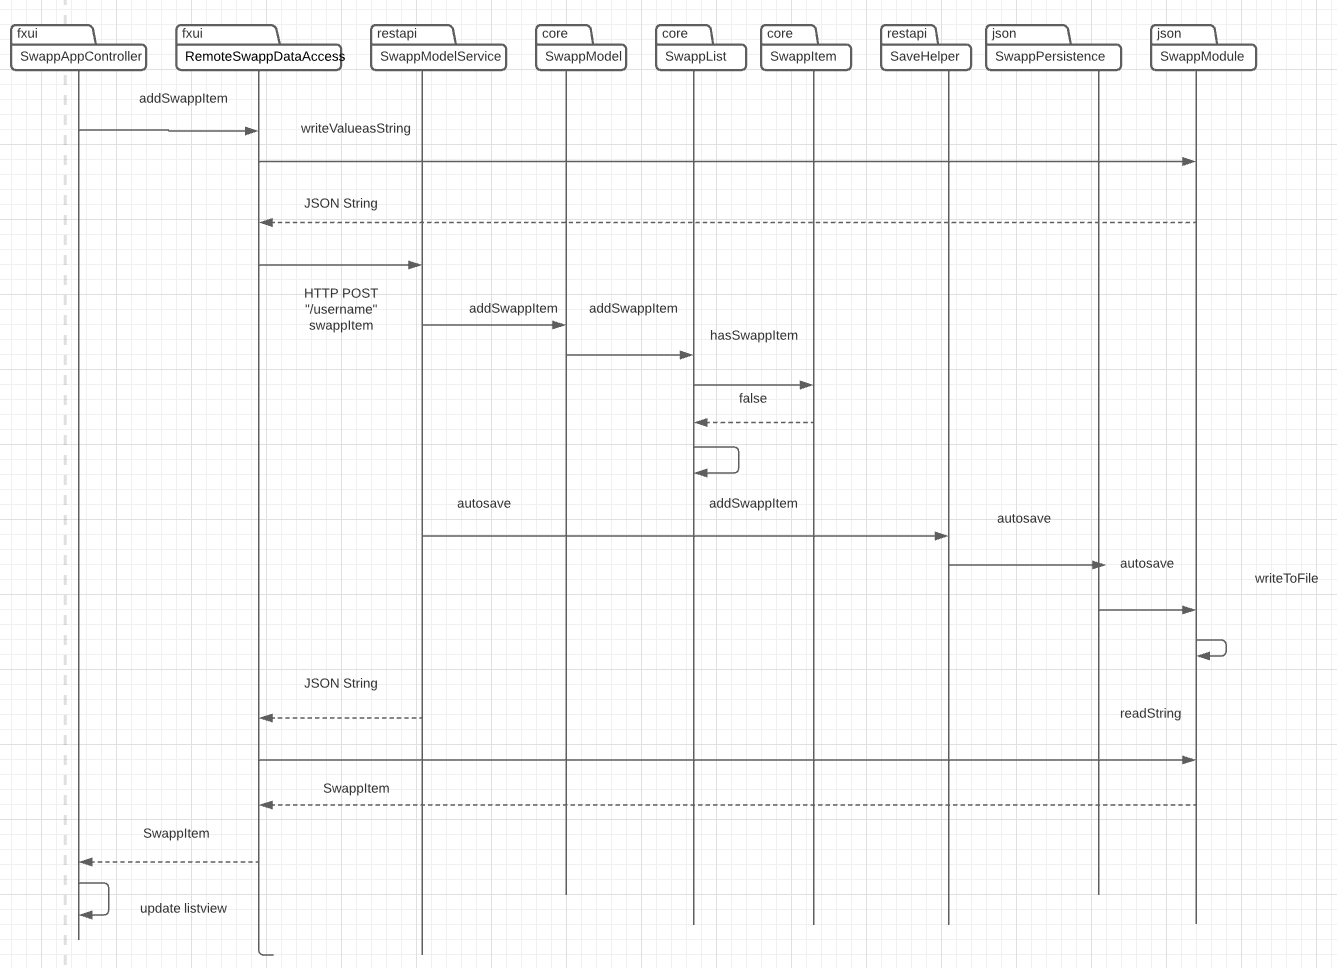 fxui
fxui
restapi
core
core
core
restapi
json
json
SwappAppController
RemoteSwappDataAccess
SwappModelService
SwappModel
SwappList
SwappItem
SaveHelper
SwappPersistence
SwappModule
addSwappItem
writeValueasString
JSON String
HTTP POST
"/username"
swappItem
addSwappItem
addSwappItem
hasSwappItem
false
autosave
addSwappItem
autosave
autosave
writeToFile
JSON String
readString
SwappItem
SwappItem
update listview